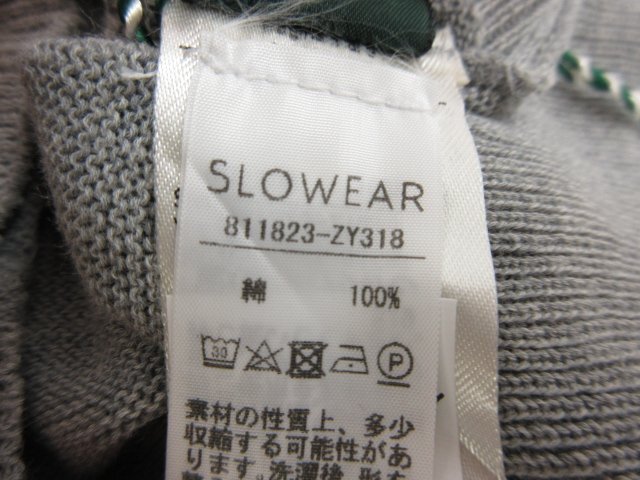 SLOWEAR
811823-ZY318
綿 100%
30
P
素材の性質上、多少
収縮する可能性があ
ります。洗濯後、形を